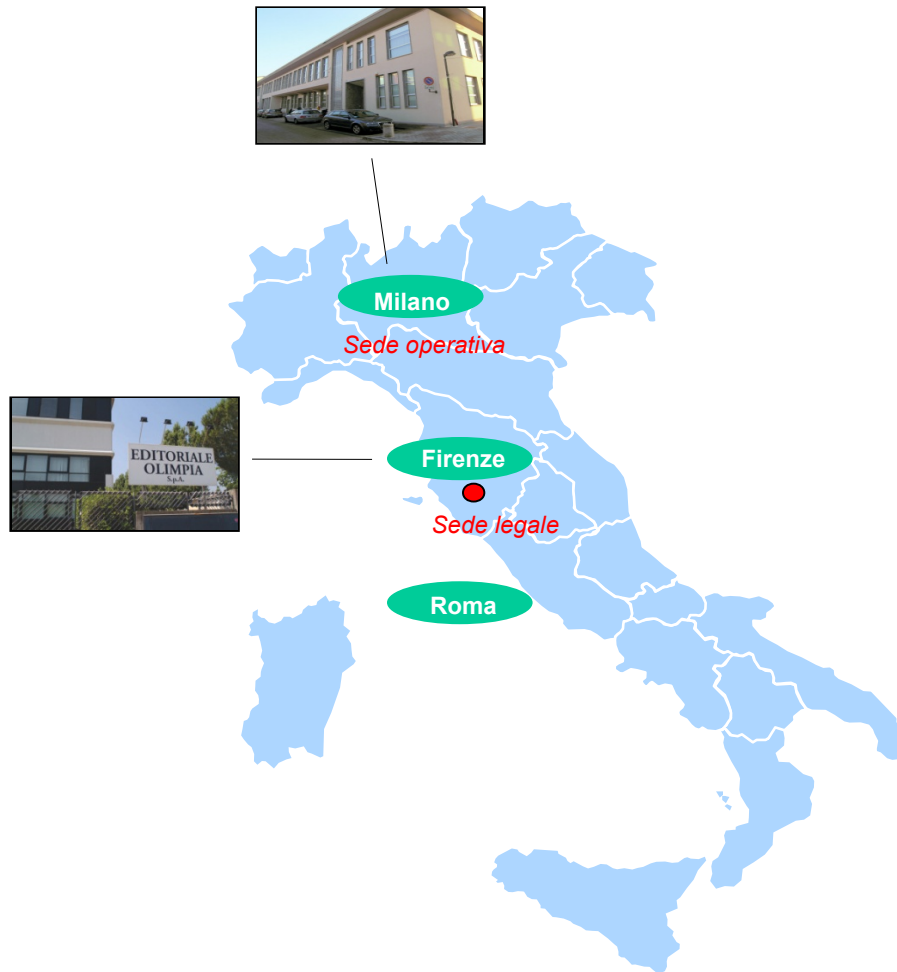 Milano
Sede operativa
EDITORIALE
OLIMPIA
S.p.A.
Firenze
Sede legale
Roma